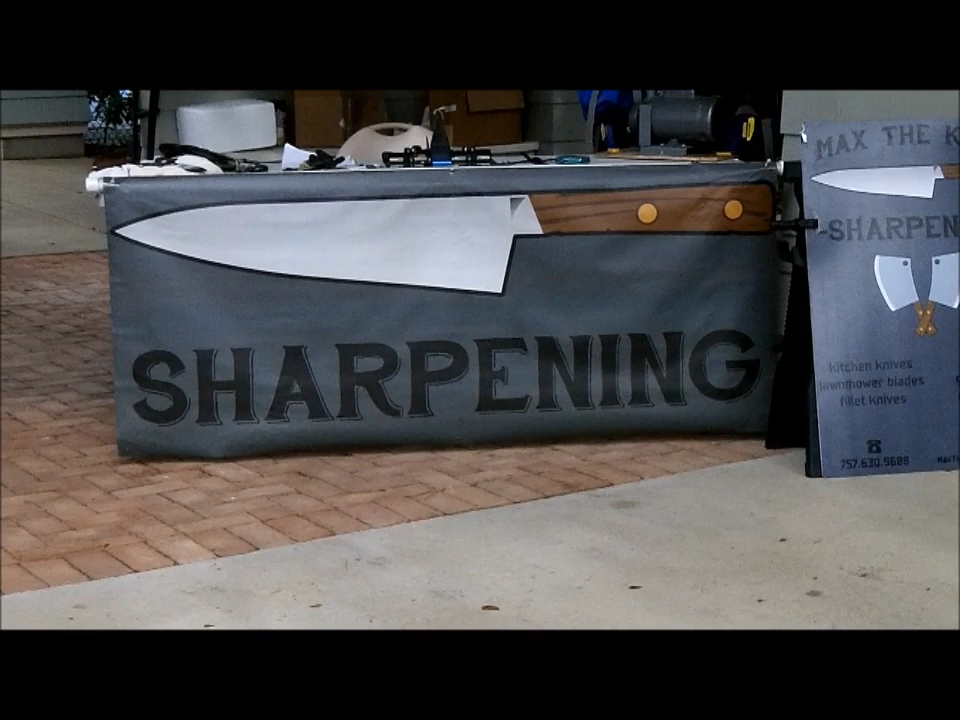 SHARPENING
MAX THE K
-SHARPEN
kitchen knives
lawnmower blades
fillet knives
757.630.9688